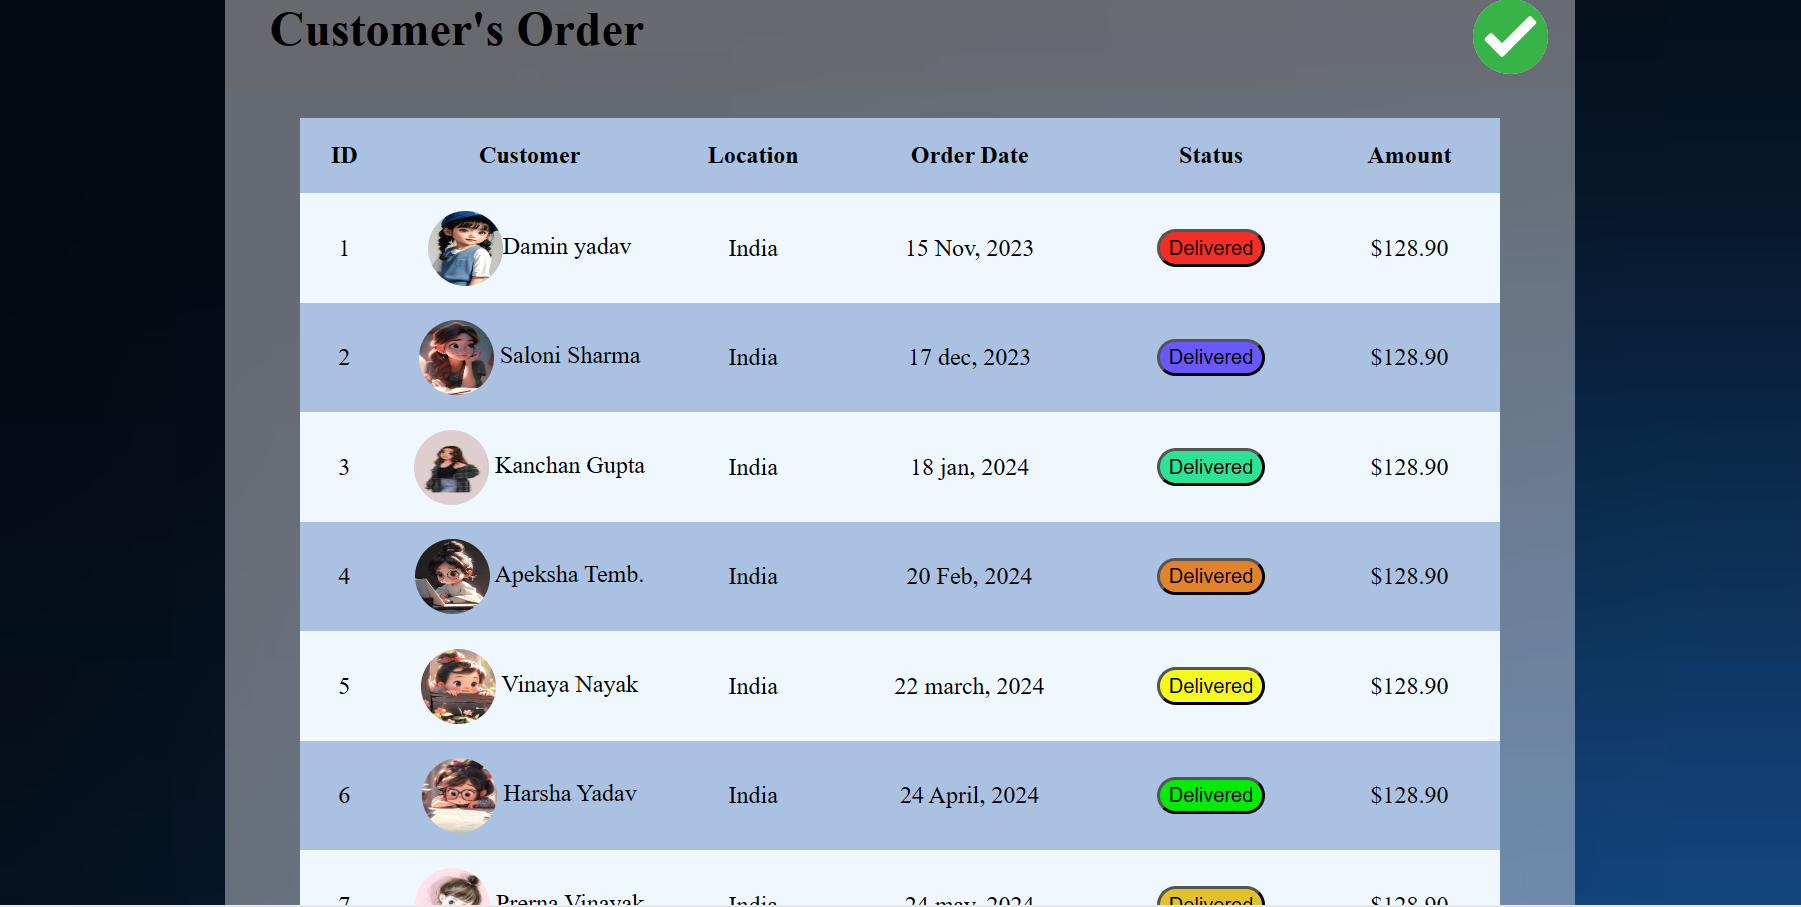 Customer's Order
ID Customer Location Order Date Status Amount
1 Damin yadav India 15 Nov, 2023 Delivered $128.90
2 Saloni Sharma India 17 dec, 2023 Delivered $128.90
3 Kanchan Gupta India 18 jan, 2024 Delivered $128.90
4 Apeksha Temb. India 20 Feb, 2024 Delivered $128.90
5 Vinaya Nayak India 22 march, 2024 Delivered $128.90
6 Harsha Yadav India 24 April, 2024 Delivered $128.90
7 Prerna Vinayak India 24 may, 2024 Delivered $128.90